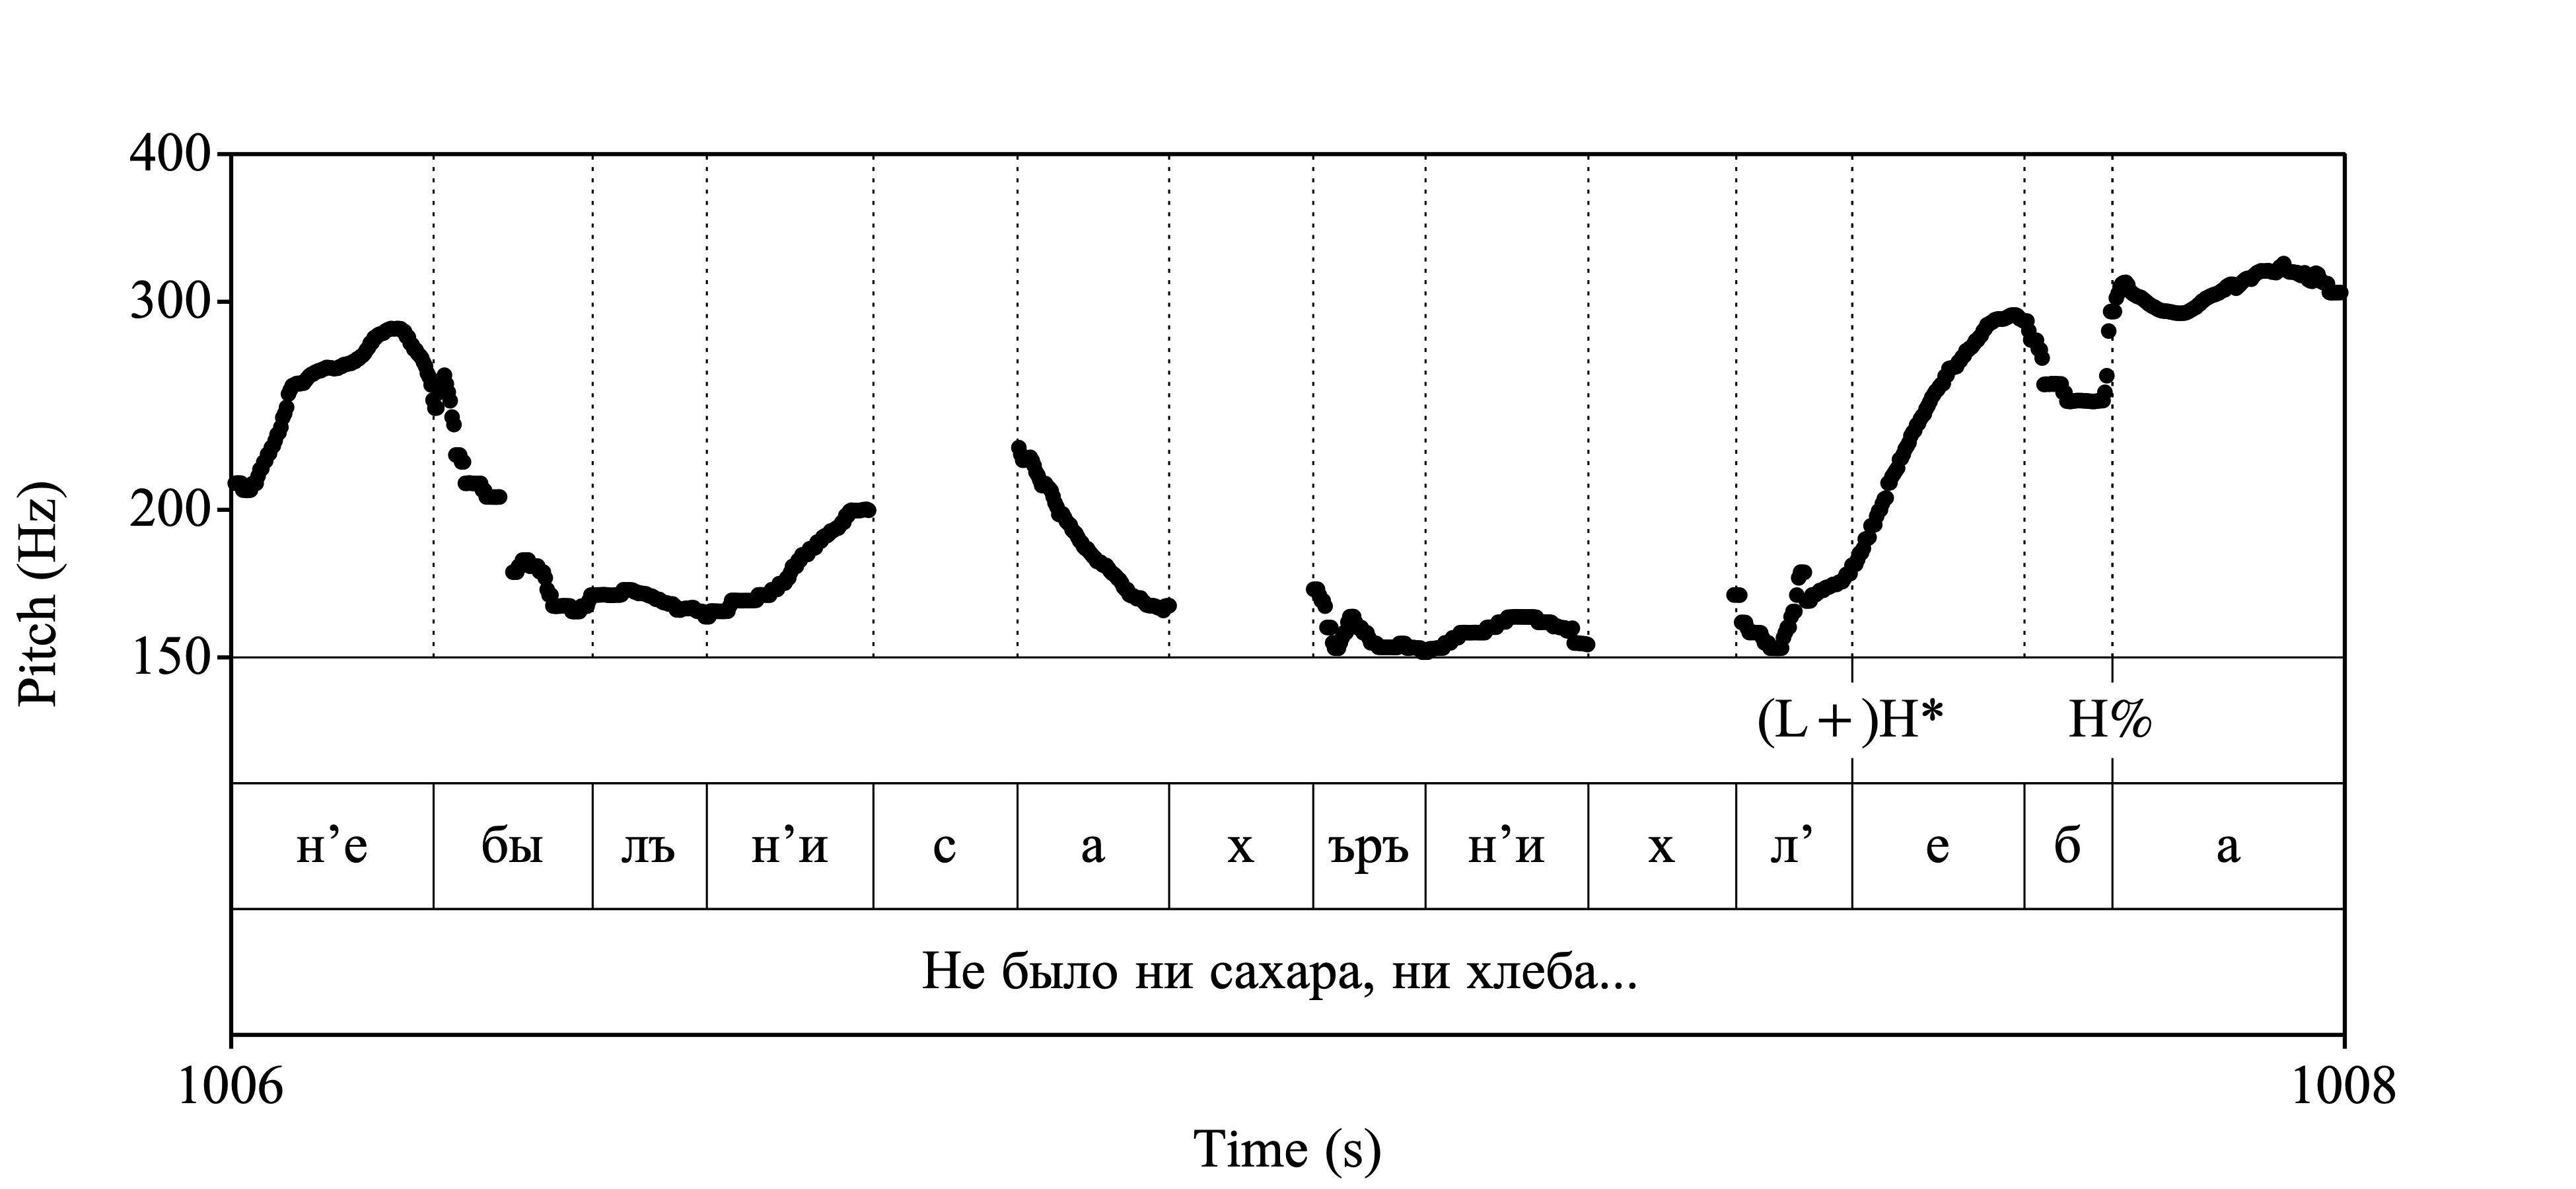 400
300
200
150
Pitch (Hz)
(L+)H* H%
н’е бы лъ н’и с а х ъръ н’и х л’ е б а
Не было ни сахара, ни хлеба...
1006 1008
Time (s)